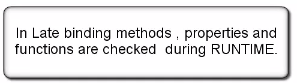 In Late binding methods , properties and
functions are checked during RUNTIME.